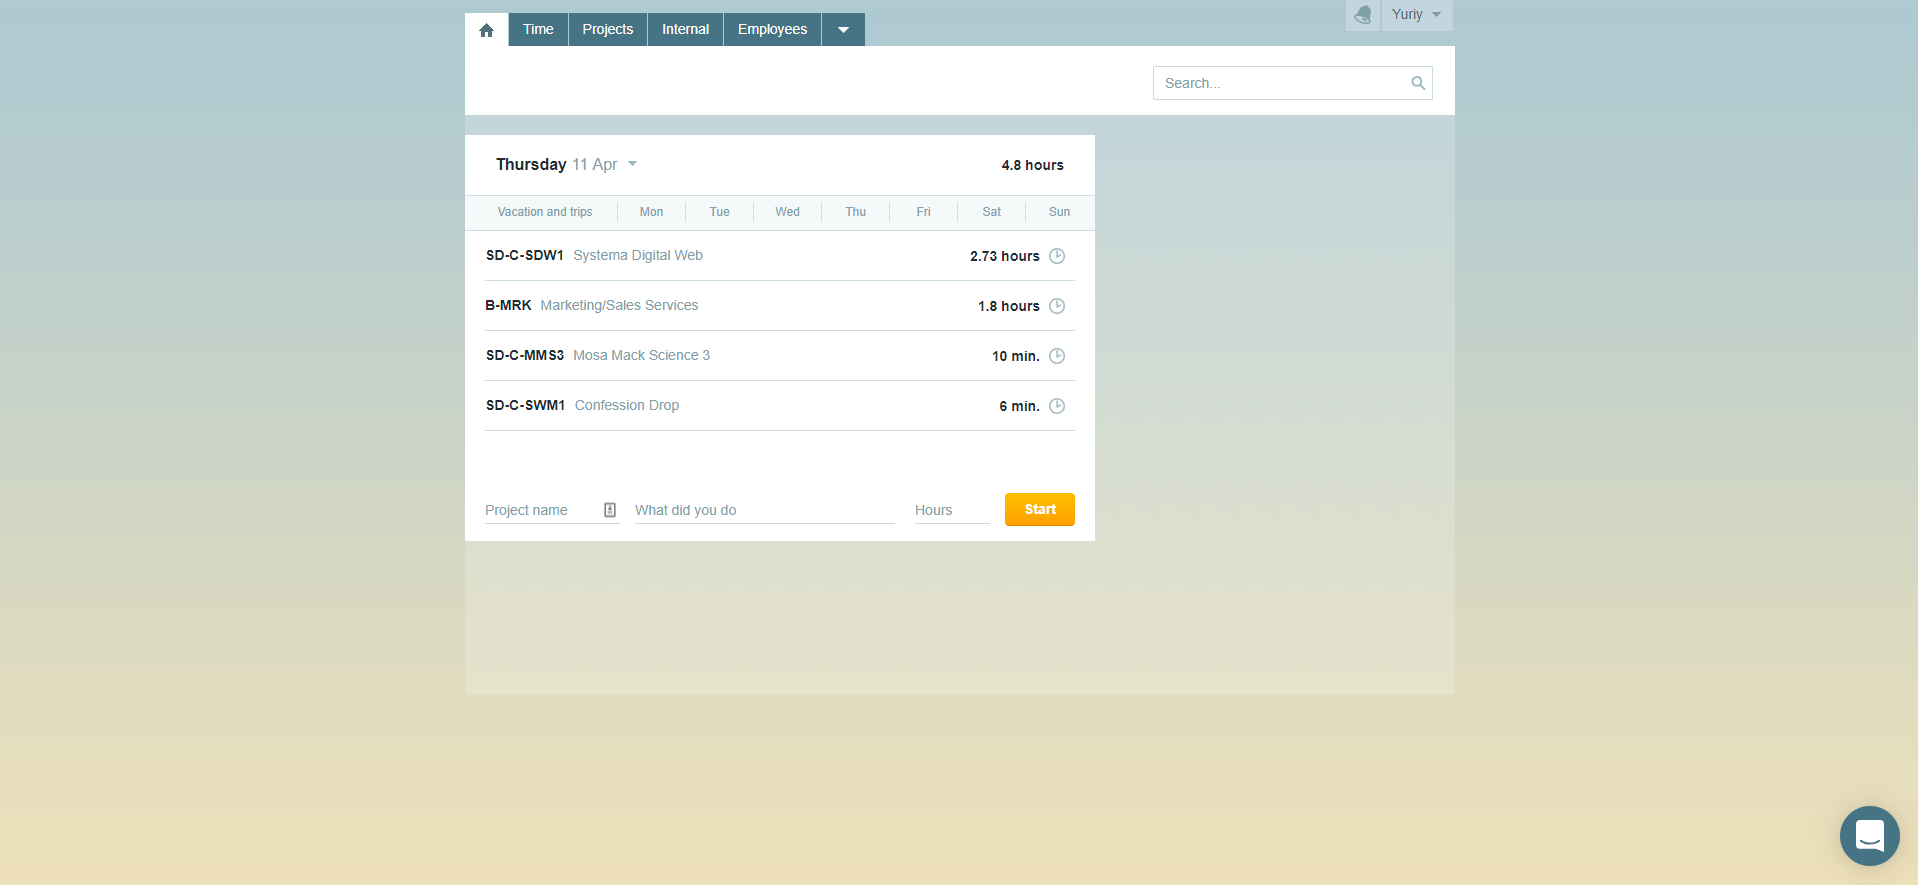 Yuriy
Time Projects Internal Employees
Search...
Thursday 11 Apr 4.8 hours
Vacation and trips Mon Tue Wed Thu Fri Sat Sun
SD-C-SDW1 Systema Digital Web 2.73 hours
B-MRK Marketing/Sales Services 1.8 hours
SD-C-MMS3 Mosa Mack Science 3 10 min.
SD-C-SWM1 Confession Drop 6 min.
Project name What did you do Hours Start